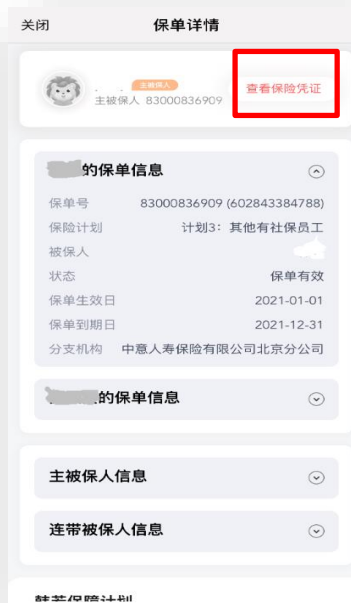 关闭 保单详情
主被保人
主被保人 83000836909
查看保险凭证
的保单信息
保单号 83000836909 (602843384788)
保险计划 计划3：其他有社保员工
被保人
状态 保单有效
保单生效日 2021-01-01
保单到期日 2021-12-31
分支机构 中意人寿保险有限公司北京分公司
的保单信息
主被保人信息
连带被保人信息
保障计划